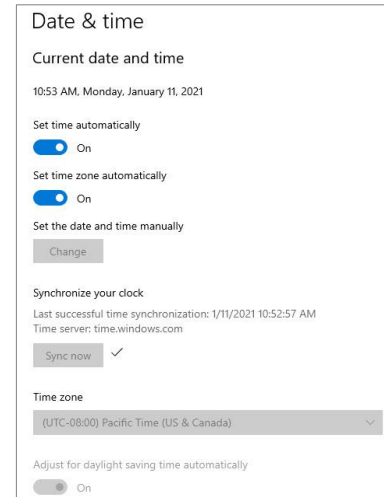 Date & time
Current date and time
10:53 AM, Monday, January 11, 2021
Set time automatically
On
Set time zone automatically
On
Set the date and time manually
Change
Synchronize your clock
Last successful time synchronization: 1/11/2021 10:52:57 AM
Time server: time.windows.com
Sync now
Time zone
(UTC-08:00) Pacific Time (US & Canada)
Adjust for daylight saving time automatically
On